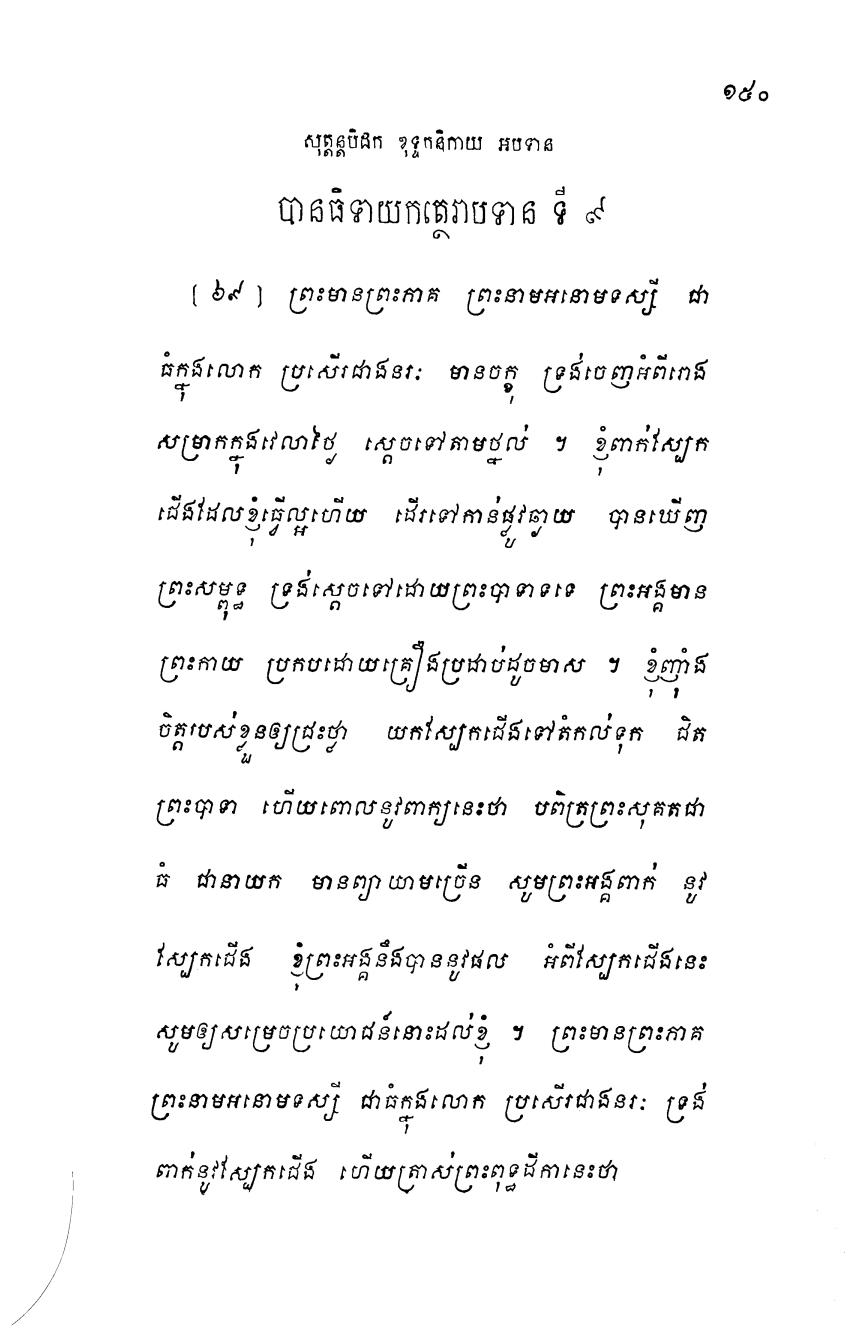 ១៥០
សុត្តន្តបិដក ខុទ្ទកនិកាយ អបទាន
បានធិទាយកត្ថេរាបទាន ទី ៩
[ ៦៩ ] ព្រះមានព្រះភាគ ព្រះនាមអនោមទស្សី ជា
ធំក្នុងលោក ប្រសើរជាងនរៈ មានចក្ខុ ទ្រង់ចេញអំពីរោង
សម្រាកក្នុងវេលាថ្ងៃ ស្តេចទៅតាមថ្នល់ ។ ខ្ញុំពាក់ស្បែក
ជើងដែលខ្ញុំធ្វើល្អហើយ ដើរទៅកាន់ផ្លូវឆ្ងាយ បានឃើញ
ព្រះសម្ពុទ្ធ ទ្រង់ស្តេចទៅដោយព្រះបាទាទទេ ព្រះអង្គមាន
ព្រះកាយ ប្រកបដោយគ្រឿងប្រដាប់ដូចមាស ។ ខ្ញុំញ៉ាំង
ចិត្តរបស់ខ្លួនឲ្យជ្រះថ្លា យកស្បែកជើងទៅតំកល់ទុក ជិត
ព្រះបាទា ហើយពោលនូវពាក្យនេះថា បពិត្រព្រះសុគតជា
ធំ ជានាយក មានព្យាយាមច្រើន សូមព្រះអង្គពាក់ នូវ
ស្បែកជើង ខ្ញុំព្រះអង្គនឹងបាននូវផល អំពីស្បែកជើងនេះ
សូមឲ្យសម្រេចប្រយោជន៍នោះដល់ខ្ញុំ ។ ព្រះមានព្រះភាគ
ព្រះនាមអនោមទស្សី ជាធំក្នុងលោក ប្រសើរជាងនរៈ ទ្រង់
ពាក់នូវស្បែកជើង ហើយត្រាស់ព្រះពុទ្ធដីកានេះថា